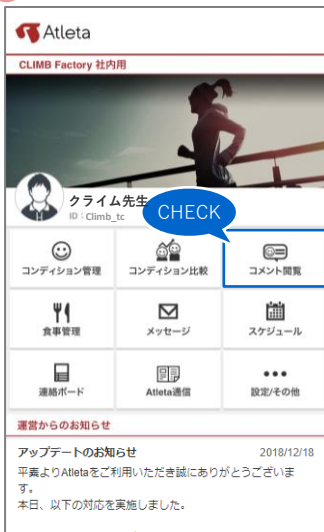 Atleta
CLIMB Factory 社内用
クライム先生
ID : Climb_tc
CHECK
コンディション管理
コンディション比較
コメント閲覧
食事管理
メッセージ
スケジュール
連絡ボード
Atleta通信
設定/その他
運営からのお知らせ
アップデートのお知らせ 2018/12/18
平素よりAtletaをご利用いただき誠にありがとうございま
す。
本日、以下の対応を実施しました。